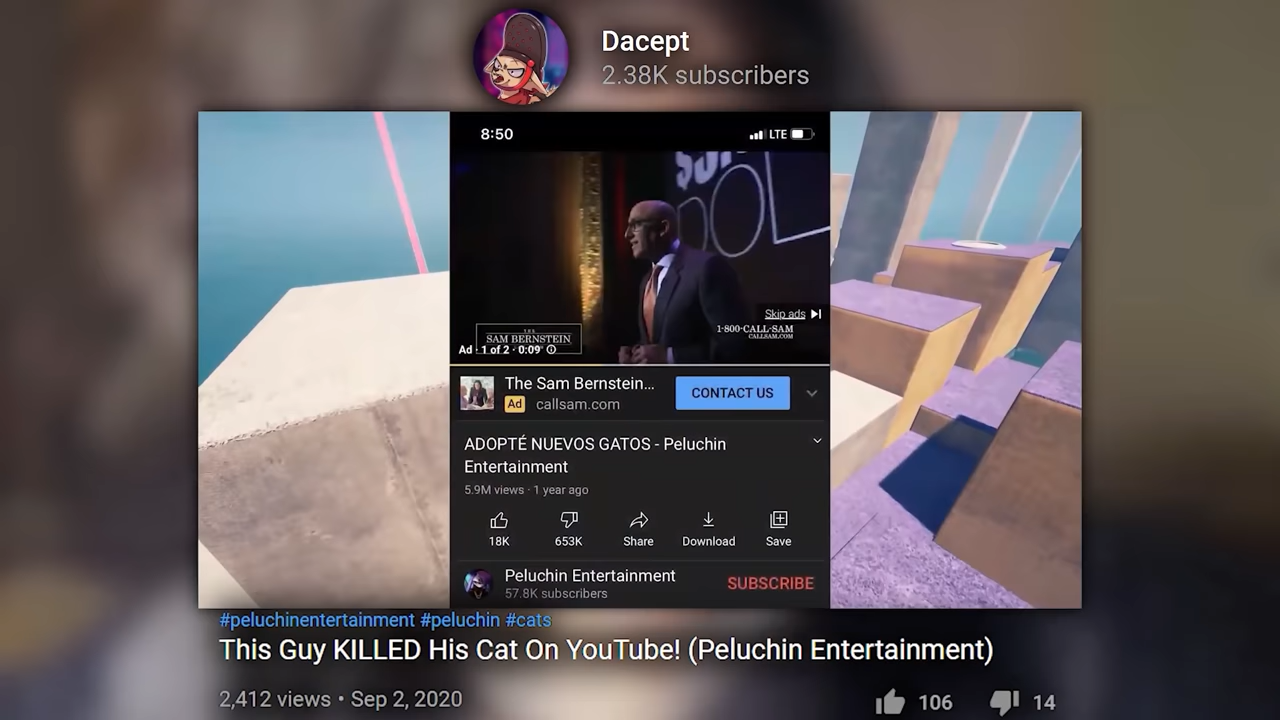 Dacept
2.38K subscribers
8:50
LTE
Skip ads
1-800-CALL-SAM
CALLSAM.COM
THE
SAM BERNSTEIN
Ad · 1 of 2 · 0:09
The Sam Bernstein...
CONTACT US
Ad callsam.com
ADOPTÉ NUEVOS GATOS - Peluchin
Entertainment
5.9M views · 1 year ago
18K
653K
Share
Download
Save
Peluchin Entertainment
57.8K subscribers
SUBSCRIBE
#peluchinentertainment #peluchin #cats
This Guy KILLED His Cat On YouTube! (Peluchin Entertainment)
2,412 views • Sep 2, 2020
106
14